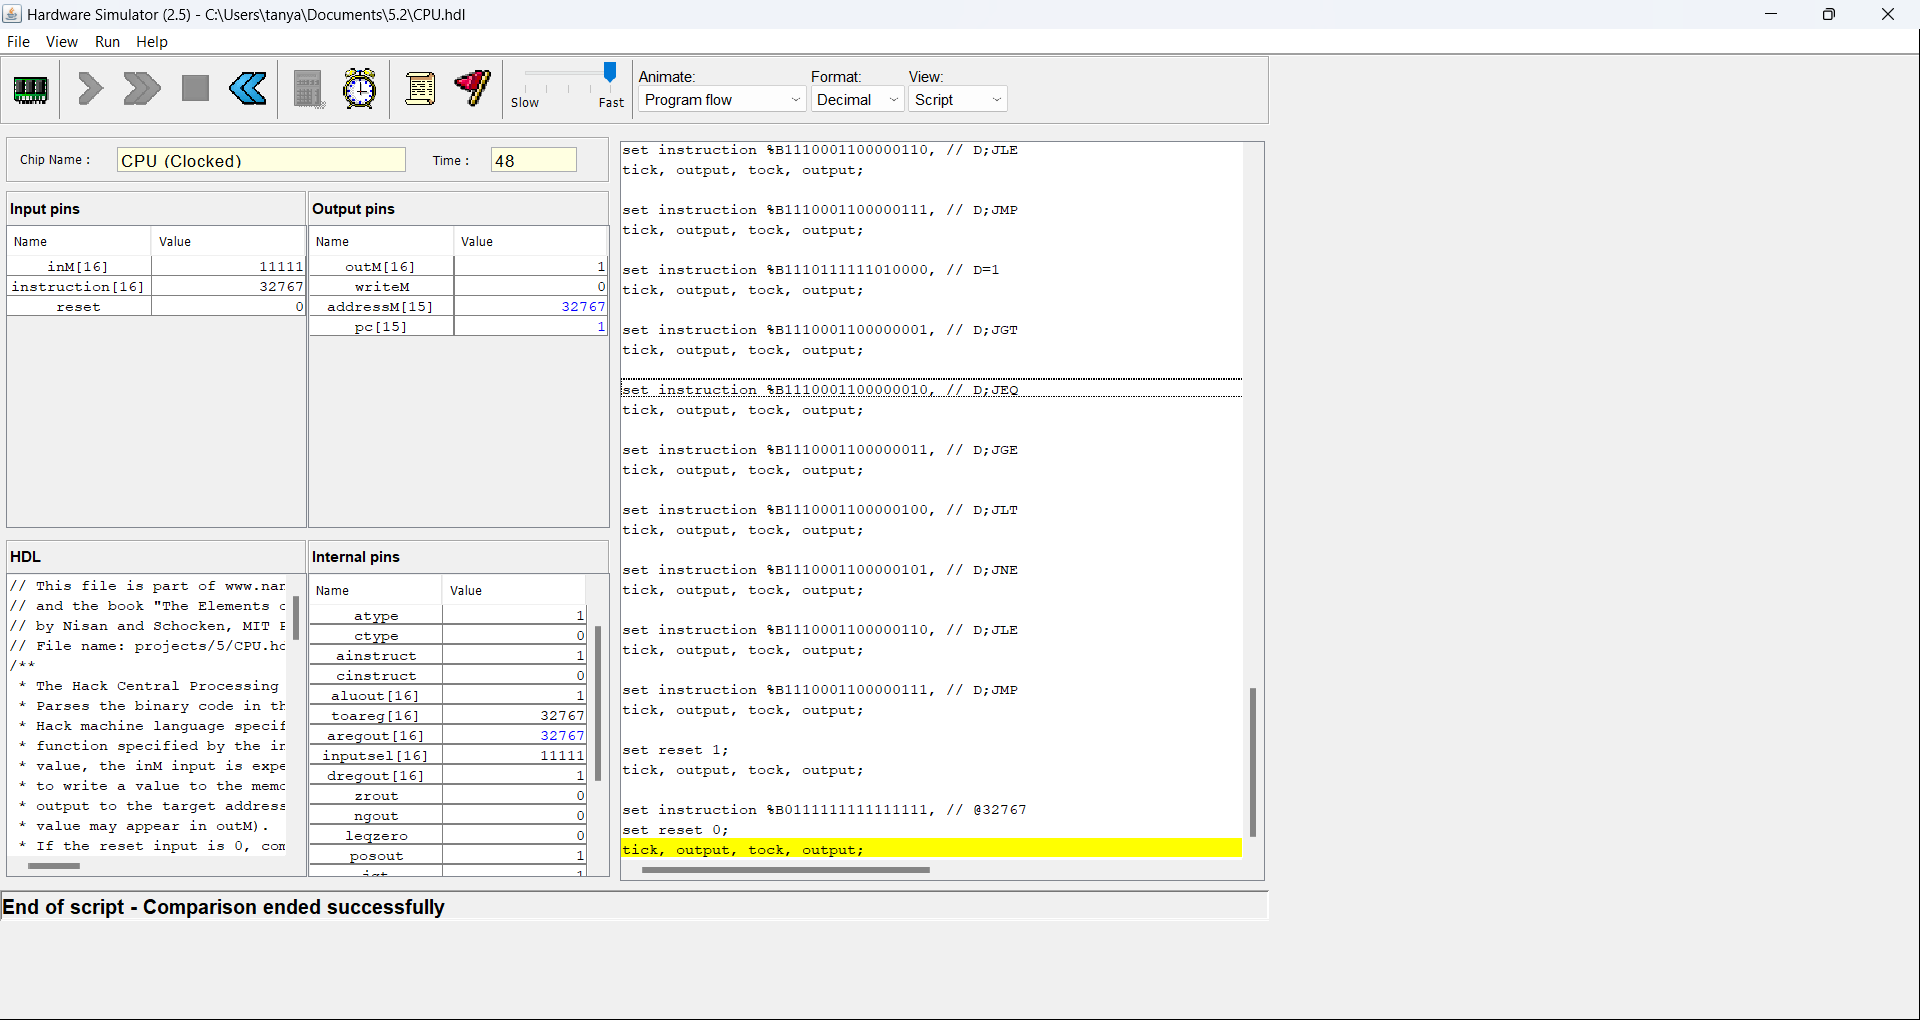 Hardware Simulator (2.5) - C:\Users\tanya\Documents\5.2\CPU.hdl
File View Run Help
Slow Fast
Animate: Format: View:
Program flow Decimal Script
Chip Name : CPU (Clocked) Time : 48
Input pins
Name Value
inM[16] 11111
instruction[16] 32767
reset 0
Output pins
Name Value
outM[16] 1
writeM 0
addressM[15] 32767
pc[15] 1
HDL
// This file is part of www.nan
// and the book "The Elements o
// by Nisan and Schocken, MIT P
// File name: projects/5/CPU.hd
/**
* The Hack Central Processing
* Parses the binary code in th
* Hack machine language specif
* function specified by the in
* value, the inM input is expe
* to write a value to the memo
* output to the target address
* value may appear in outM).
* If the reset input is 0, com
Internal pins
Name Value
atype 1
ctype 0
ainstruct 1
cinstruct 0
aluout[16] 1
toareg[16] 32767
aregout[16] 32767
inputsel[16] 11111
dregout[16] 1
zrout 0
ngout 0
leqzero 0
posout 1
jgt 1
set instruction %B1110001100000110, // D;JLE
tick, output, tock, output;
set instruction %B1110001100000111, // D;JMP
tick, output, tock, output;
set instruction %B1110111111010000, // D=1
tick, output, tock, output;
set instruction %B1110001100000001, // D;JGT
tick, output, tock, output;
set instruction %B1110001100000010, // D;JEQ
tick, output, tock, output;
set instruction %B1110001100000011, // D;JGE
tick, output, tock, output;
set instruction %B1110001100000100, // D;JLT
tick, output, tock, output;
set instruction %B1110001100000101, // D;JNE
tick, output, tock, output;
set instruction %B1110001100000110, // D;JLE
tick, output, tock, output;
set instruction %B1110001100000111, // D;JMP
tick, output, tock, output;
set reset 1;
tick, output, tock, output;
set instruction %B0111111111111111, // @32767
set reset 0;
tick, output, tock, output;
End of script - Comparison ended successfully